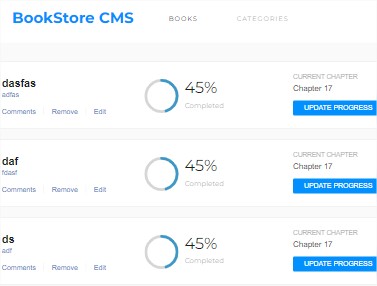 BookStore CMS BOOKS CATEGORIES
dasfas
adfas
Comments Remove Edit
45%
Completed
CURRENT CHAPTER
Chapter 17
UPDATE PROGRESS
daf
fdasf
Comments Remove Edit
45%
Completed
CURRENT CHAPTER
Chapter 17
UPDATE PROGRESS
ds
adf
Comments Remove Edit
45%
Completed
CURRENT CHAPTER
Chapter 17
UPDATE PROGRESS